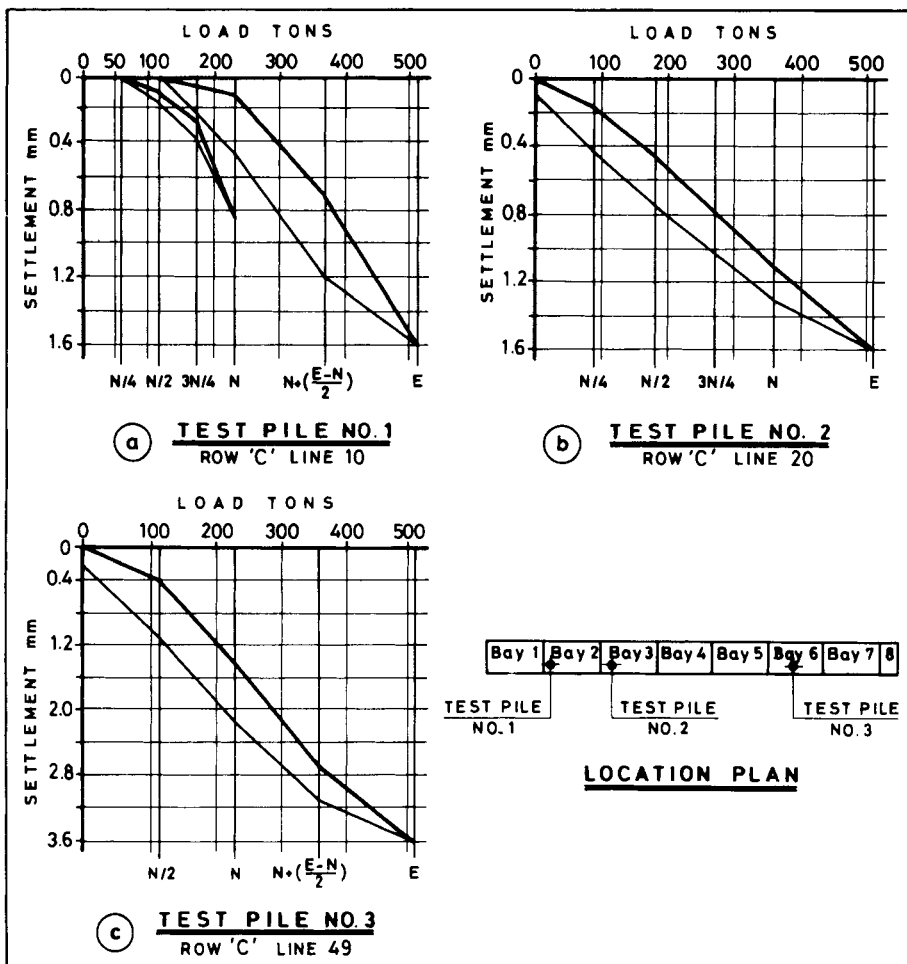 LOAD TONS
0 50 100 200 300 400 500
SETTLEMENT mm
0
0.4
0.8
1.2
1.6
N/4 N/2 3N/4 N N+(E-N/2) E
a TEST PILE NO.1
ROW 'C' LINE 10
LOAD TONS
0 100 200 300 400 500
SETTLEMENT mm
0
0.4
0.8
1.2
1.6
N/4 N/2 3N/4 N E
b TEST PILE NO. 2
ROW 'C' LINE 20
LOAD TONS
0 100 200 300 400 500
SETTLEMENT mm
0
0.4
1.2
2.0
2.8
3.6
N/2 N N+(E-N/2) E
c TEST PILE NO.3
ROW 'C' LINE 49
Bay 1 Bay 2 Bay 3 Bay 4 Bay 5 Bay 6 Bay 7 8
TEST PILE NO.1
TEST PILE NO.2
TEST PILE NO.3
LOCATION PLAN